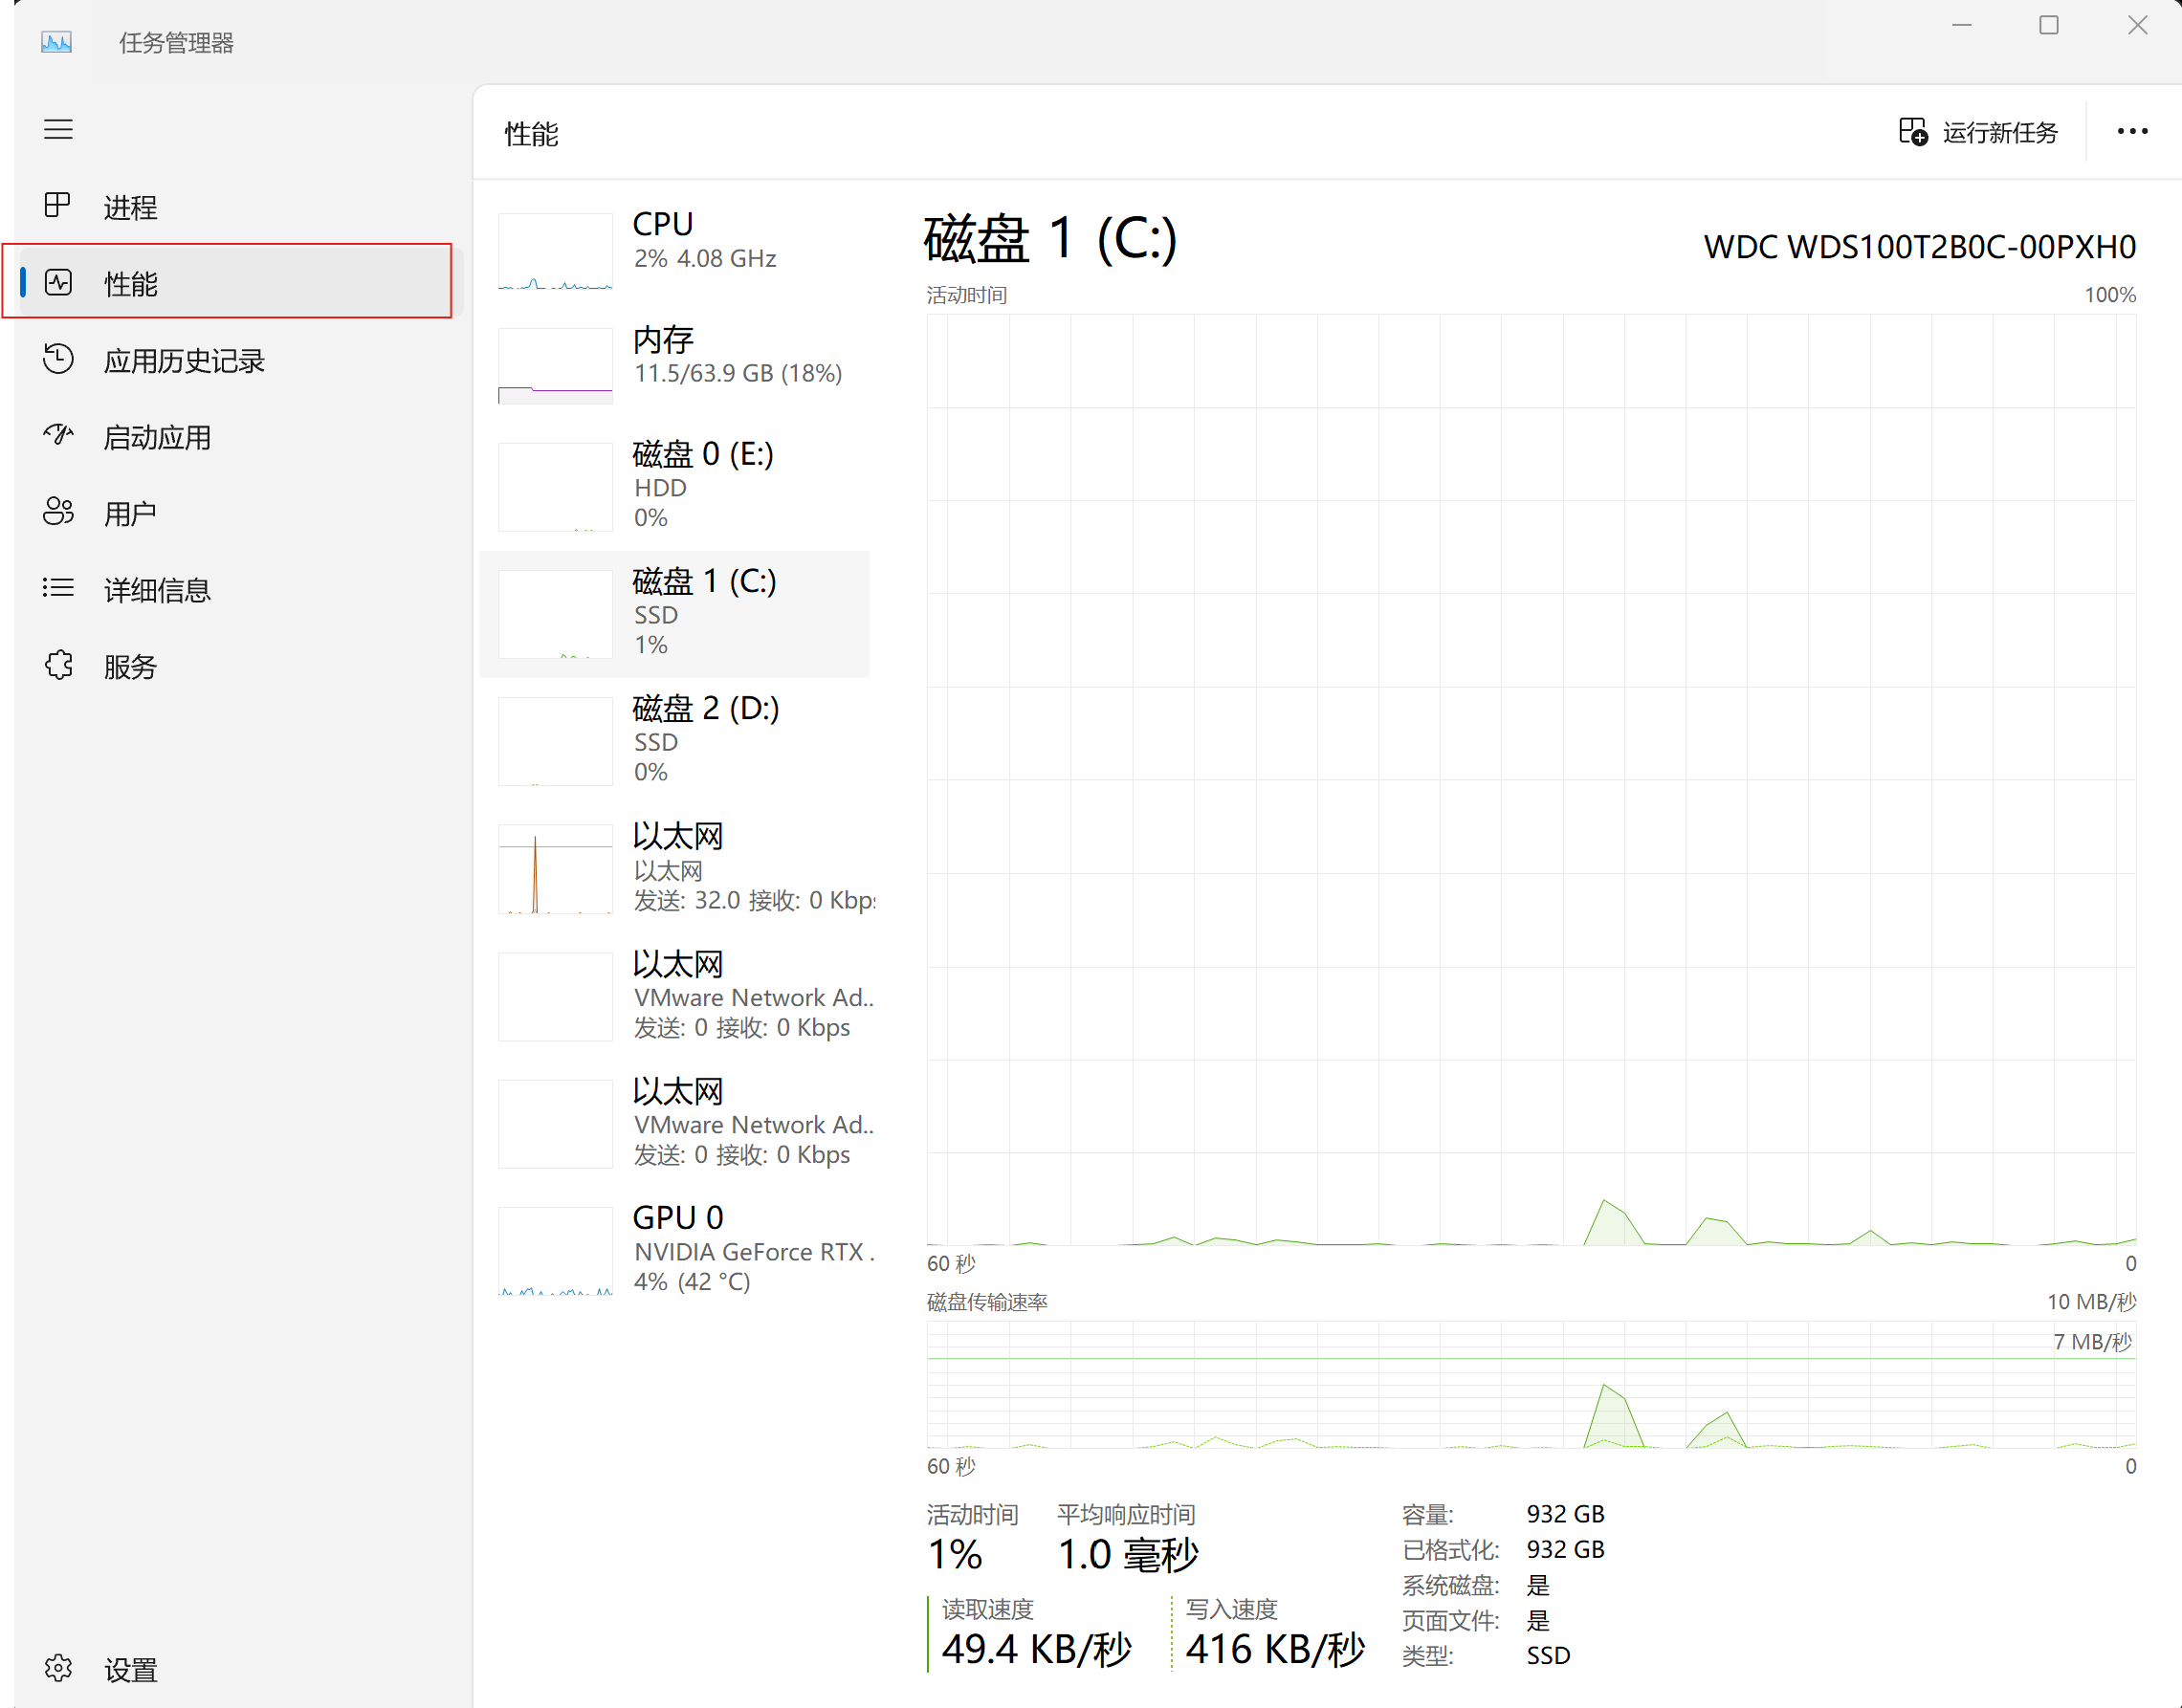 任务管理器
性能
运行新任务
进程
性能
应用历史记录
启动应用
用户
详细信息
服务
设置
CPU
2% 4.08 GHz
内存
11.5/63.9 GB (18%)
磁盘 0 (E:)
HDD
0%
磁盘 1 (C:)
SSD
1%
磁盘 2 (D:)
SSD
0%
以太网
以太网
发送: 32.0 接收: 0 Kbps
以太网
VMware Network Ad..
发送: 0 接收: 0 Kbps
以太网
VMware Network Ad..
发送: 0 接收: 0 Kbps
GPU 0
NVIDIA GeForce RTX .
4% (42 °C)
磁盘 1 (C:)
WDC WDS100T2B0C-00PXH0
活动时间
100%
60 秒
0
磁盘传输速率
10 MB/秒
7 MB/秒
60 秒
0
活动时间
1%
平均响应时间
1.0 毫秒
读取速度
49.4 KB/秒
写入速度
416 KB/秒
容量: 932 GB
已格式化: 932 GB
系统磁盘: 是
页面文件: 是
类型: SSD